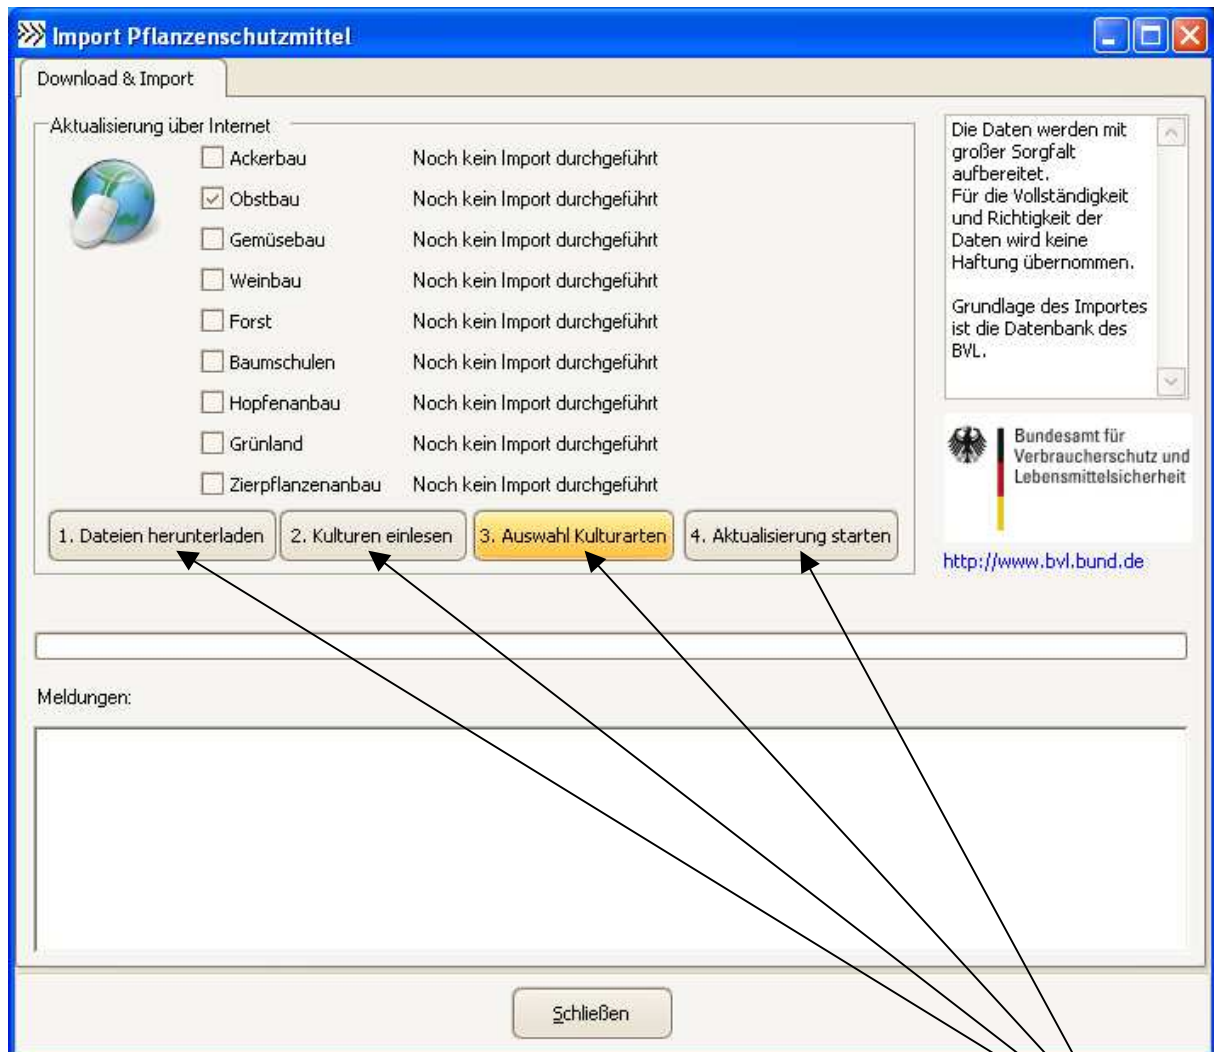 Import Pflanzenschutzmittel
Download & Import
Aktualisierung über Internet
Ackerbau Noch kein Import durchgeführt
Obstbau Noch kein Import durchgeführt
Gemüsebau Noch kein Import durchgeführt
Weinbau Noch kein Import durchgeführt
Forst Noch kein Import durchgeführt
Baumschulen Noch kein Import durchgeführt
Hopfenanbau Noch kein Import durchgeführt
Grünland Noch kein Import durchgeführt
Zierpflanzenanbau Noch kein Import durchgeführt
1. Dateien herunterladen 2. Kulturen einlesen 3. Auswahl Kulturarten 4. Aktualisierung starten
Die Daten werden mit
großer Sorgfalt
aufbereitet.
Für die Vollständigkeit
und Richtigkeit der
Daten wird keine
Haftung übernommen.
Grundlage des Importes
ist die Datenbank des
BVL.
Bundesamt für
Verbraucherschutz und
Lebensmittelsicherheit
http://www.bvl.bund.de
Meldungen:
Schließen